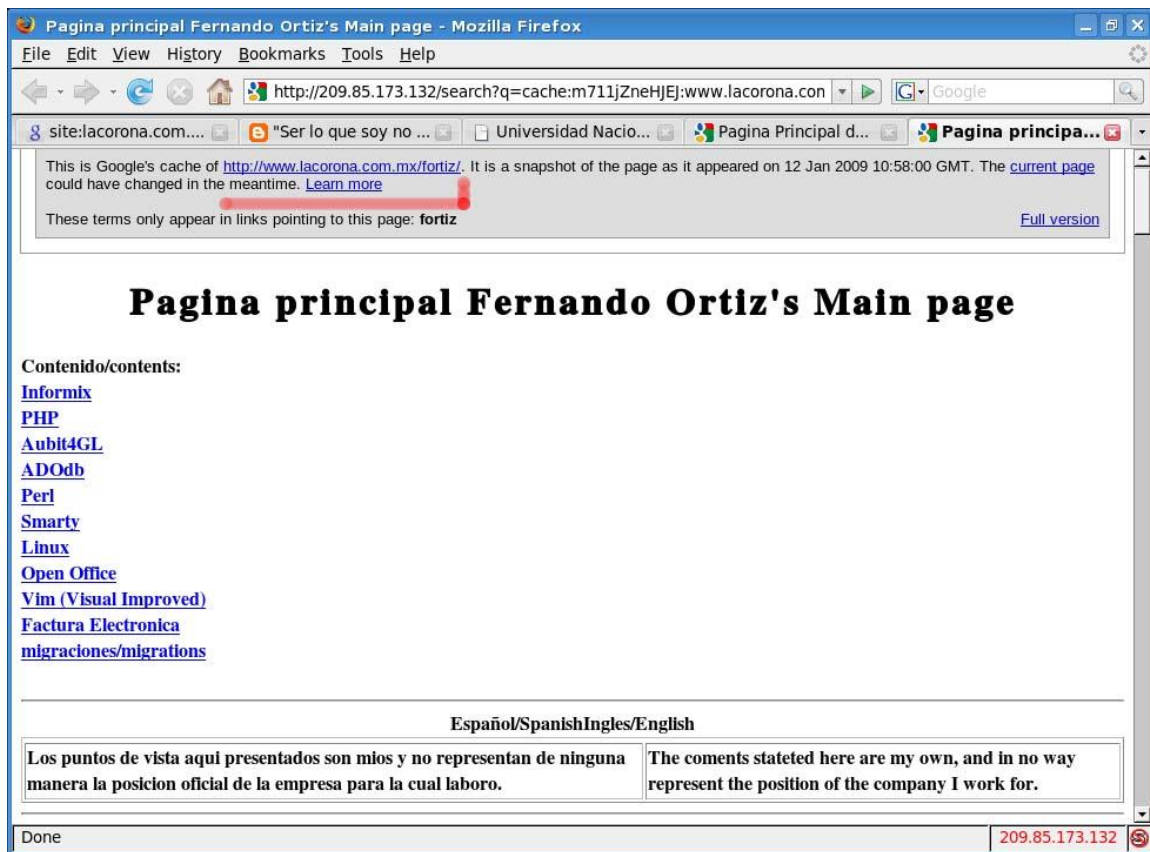 Pagina principal Fernando Ortiz's Main page - Mozilla Firefox
File Edit View History Bookmarks Tools Help
http://209.85.173.132/search?q=cache:m711jZneHJEJ:www.lacorona.con
Google
site:lacorona.com....
"Ser lo que soy no ...
Universidad Nacio...
Pagina Principal d...
Pagina principa...
This is Google's cache of http://www.lacorona.com.mx/fortiz/. It is a snapshot of the page as it appeared on 12 Jan 2009 10:58:00 GMT. The current page
could have changed in the meantime. Learn more
These terms only appear in links pointing to this page: fortiz
Full version
Pagina principal Fernando Ortiz's Main page
Contenido/contents:
Informix
PHP
Aubit4GL
ADOdb
Perl
Smarty
Linux
Open Office
Vim (Visual Improved)
Factura Electronica
migraciones/migrations
Español/SpanishIngles/English
Los puntos de vista aqui presentados son mios y no representan de ninguna
manera la posicion oficial de la empresa para la cual laboro.
The coments stateted here are my own, and in no way
represent the position of the company I work for.
Done
209.85.173.132